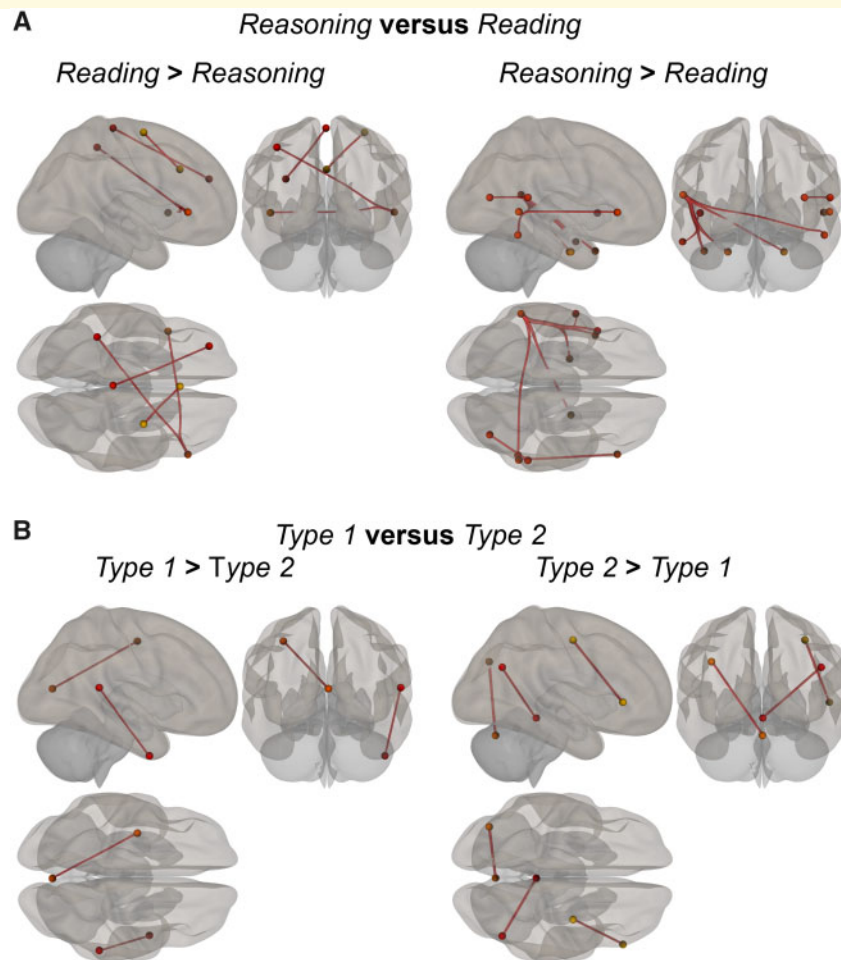 A
Reasoning versus Reading
Reading > Reasoning
Reasoning > Reading
B
Type 1 versus Type 2
Type 1 > Type 2
Type 2 > Type 1